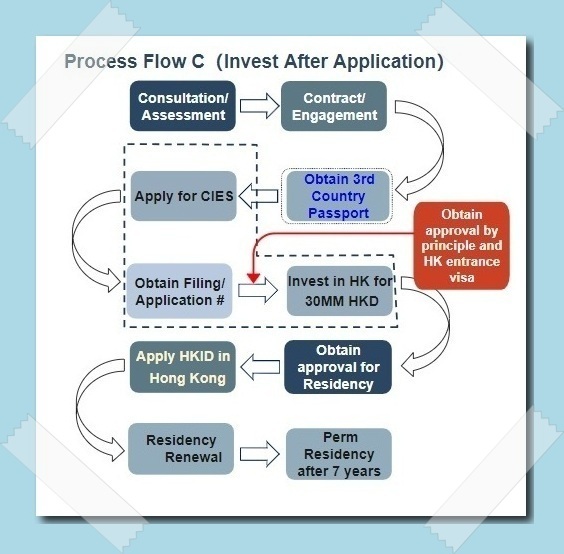 Process Flow C (Invest After Application)
Consultation/
Assessment
Contract/
Engagement
Obtain 3rd
Country
Passport
Apply for CIES
Obtain
approval by
principle and
HK entrance
visa
Obtain Filing/
Application #
Invest in HK for
30MM HKD
Obtain
approval for
Residency
Apply HKID in
Hong Kong
Residency
Renewal
Perm
Residency
after 7 years